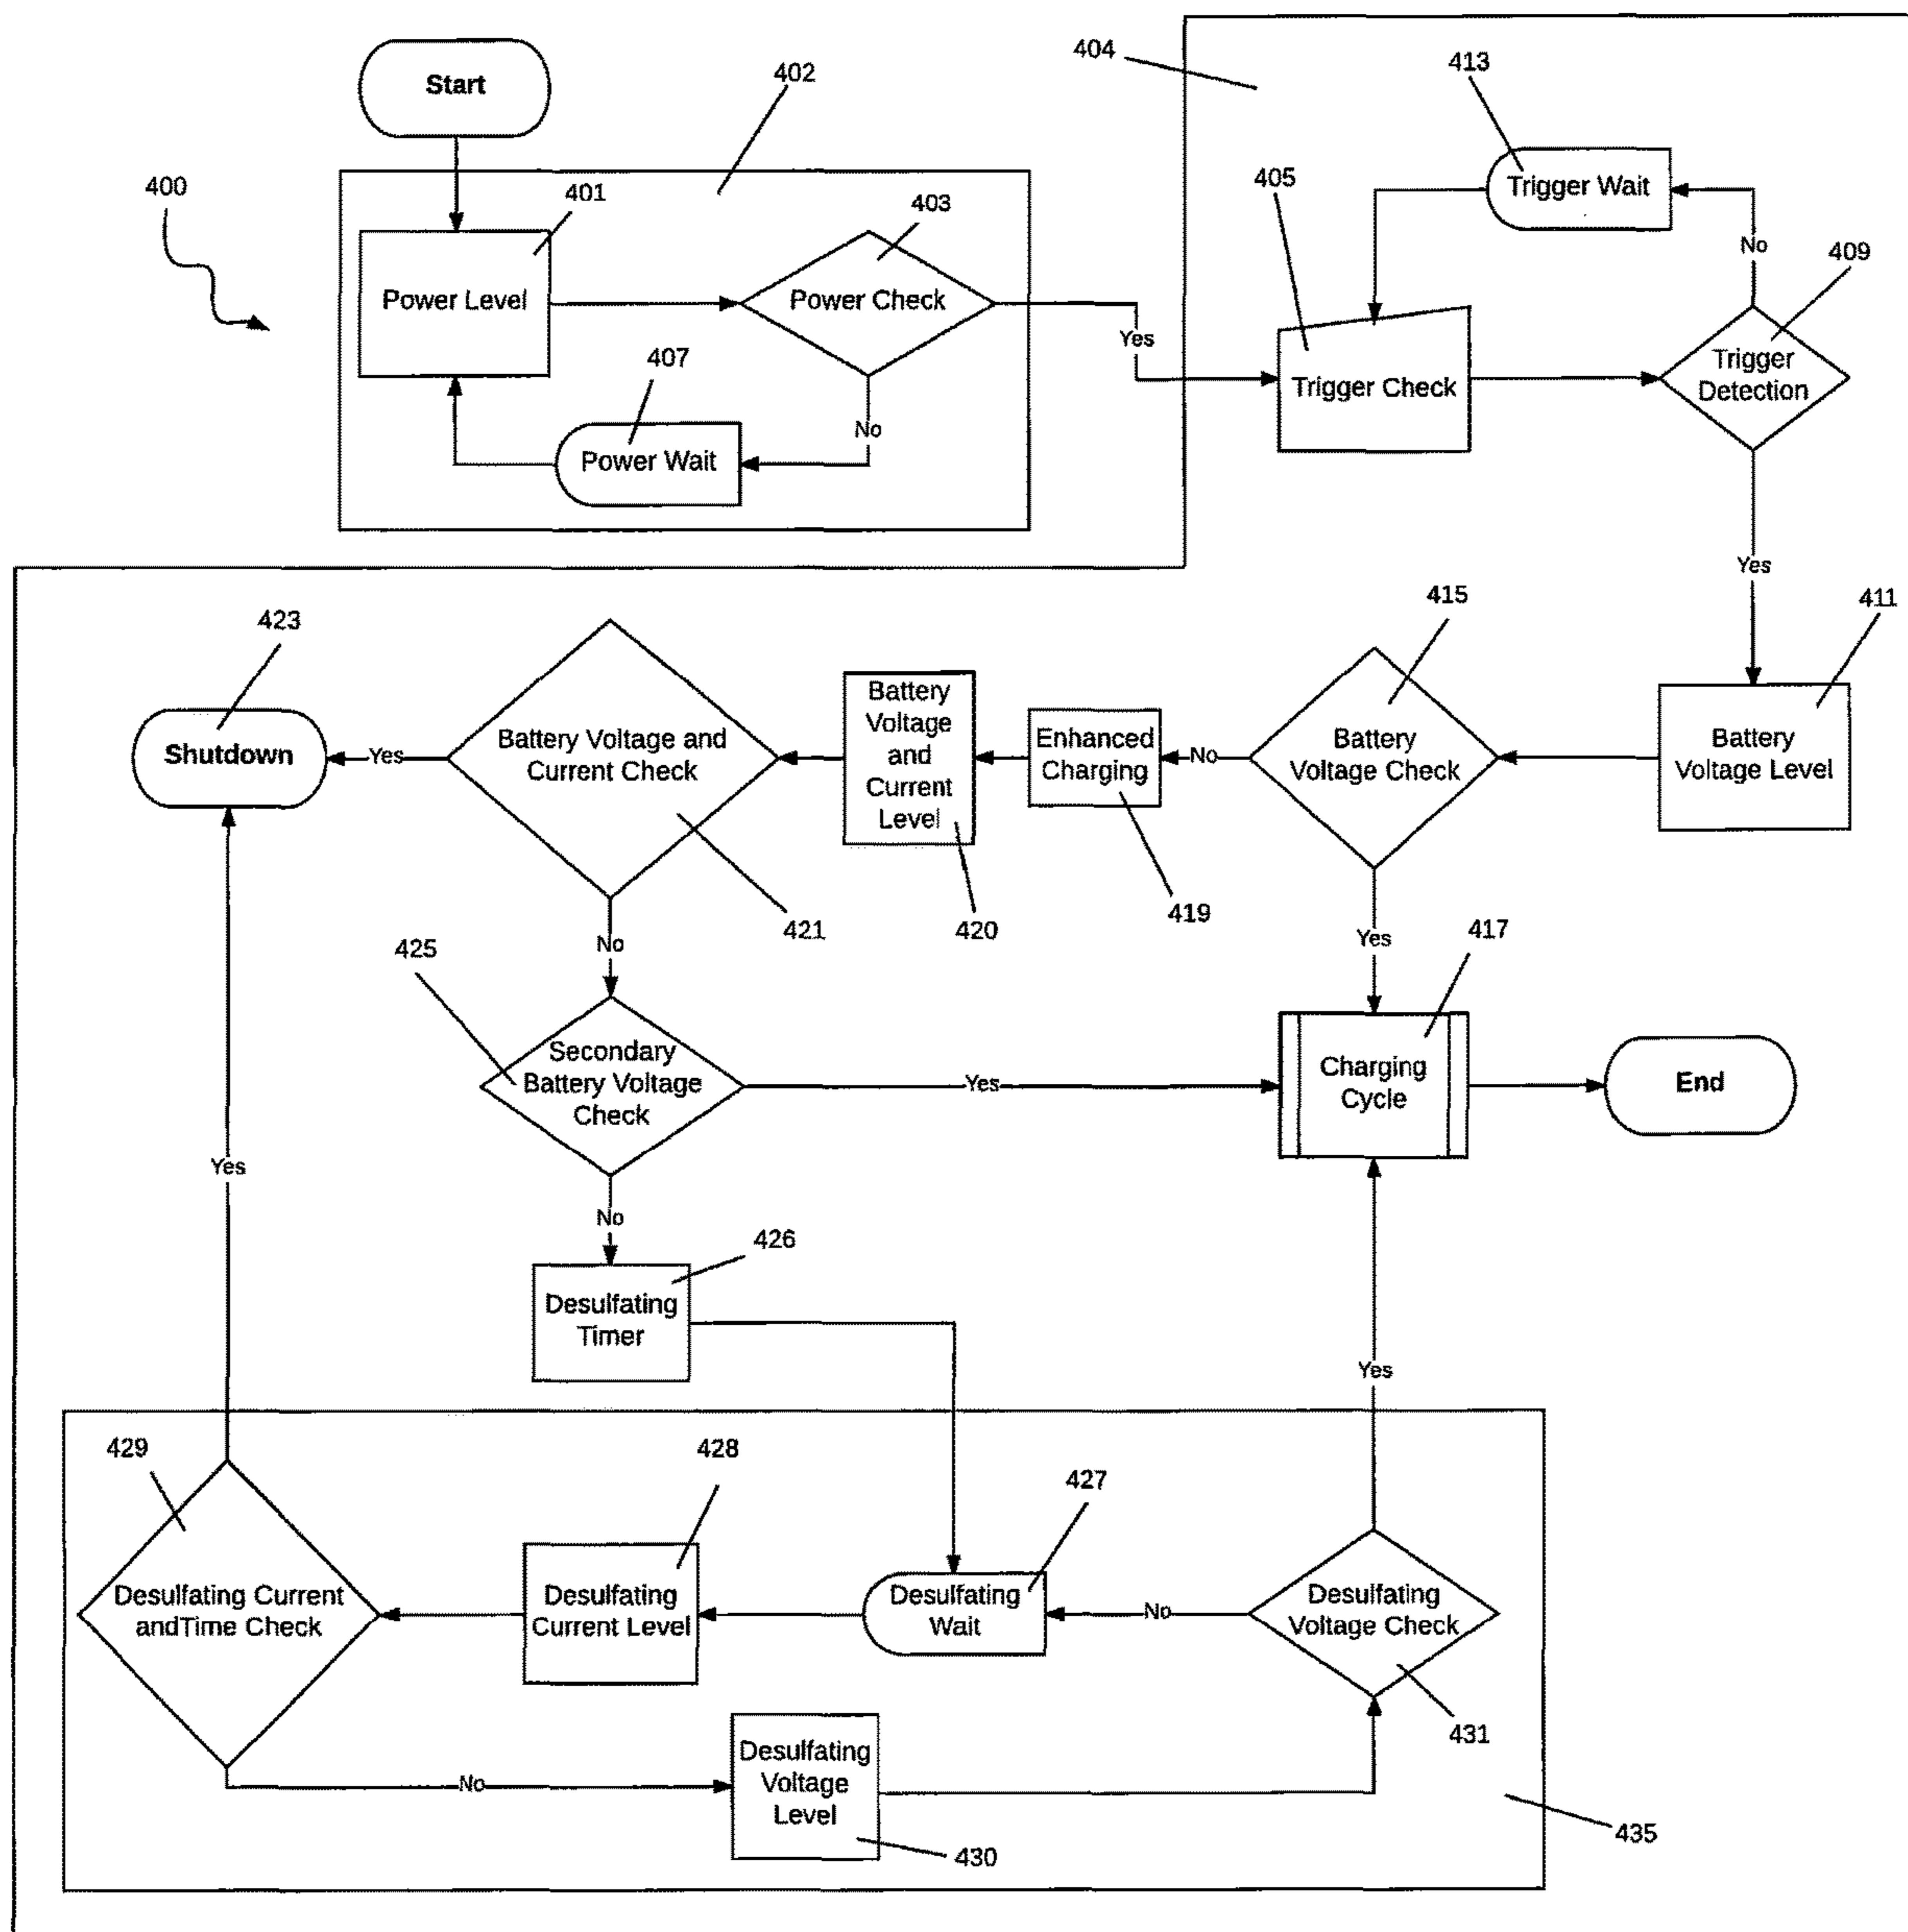 404
413
Start
402
Trigger Wait
405
400
401
403
No
409
Power Level
Power Check
Yes
407
Trigger
Detection
Trigger Check
No
Power Wait
Yes
415
411
423
Battery
Voltage
and
Current
Level
Shutdown
Yes
Battery Voltage and
Current Check
Enhanced
Charging
No
Battery
Voltage Check
Battery
Voltage Level
421
420
419
No
Yes
417
425
Secondary
Battery Voltage
Check
Yes
Charging
Cycle
End
Yes
No
426
Desulfating
Timer
Yes
429
428
427
Desulfating Current
andTime Check
Desulfating
Current Level
Desulfating
Wait
No
Desulfating
Voltage Check
431
No
Desulfating
Voltage
Level
435
430